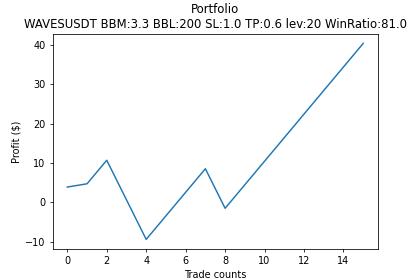 Portfolio
WAVESUSDT BBM:3.3 BBL:200 SL:1.0 TP:0.6 lev:20 WinRatio:81.0
40
30
20
10
0
−10
Profit ($)
0 2 4 6 8 10 12 14
Trade counts